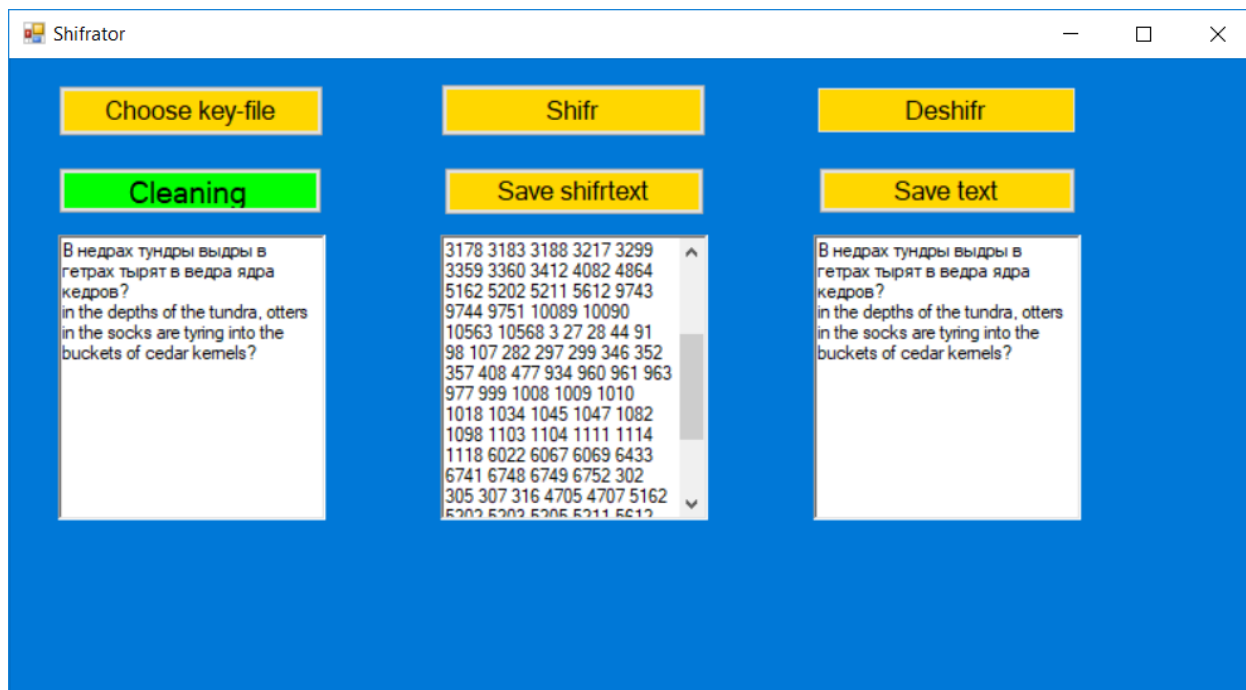 Shifrator
Choose key-file
Shifr
Deshifr
Cleaning
Save shifrtext
Save text
В недрах тундры выдры в
гетрах тырят в ведра ядра
кедров?
in the depths of the tundra, otters
in the socks are tyring into the
buckets of cedar kernels?
3178 3183 3188 3217 3299
3359 3360 3412 4082 4864
5162 5202 5211 5612 9743
9744 9751 10089 10090
10563 10568 3 27 28 44 91
98 107 282 297 299 346 352
357 408 477 934 960 961 963
977 999 1008 1009 1010
1018 1034 1045 1047 1082
1098 1103 1104 1111 1114
1118 6022 6067 6069 6433
6741 6748 6749 6752 302
305 307 316 4705 4707 5162
5202 5203 5205 5211 5612
В недрах тундры выдры в
гетрах тырят в ведра ядра
кедров?
in the depths of the tundra, otters
in the socks are tyring into the
buckets of cedar kernels?